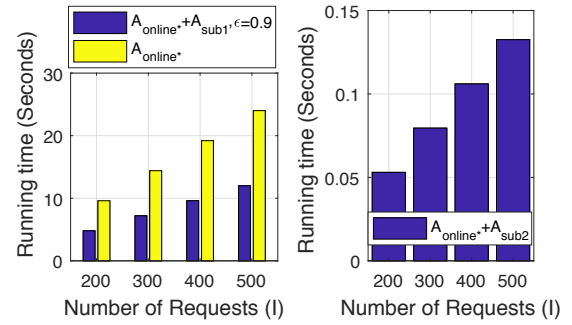 A_online*+A_sub1,ϵ=0.9
A_online*
Running time (Seconds)
30
20
10
0
200 300 400 500
Number of Requests (I)
Running time (Seconds)
0.15
0.1
0.05
0
A_online*+A_sub2
200 300 400 500
Number of Requests (I)